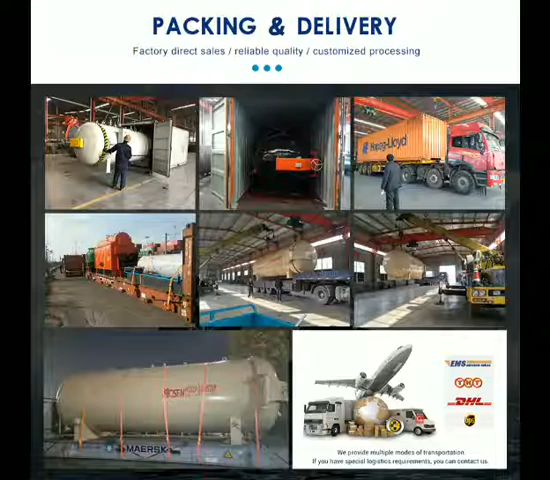 PACKING & DELIVERY
Factory direct sales / reliable quality / customized processing
Hapag-Lloyd
MAERSK
EMS
TNT
DHL
ups
We provide multiple modes of transportation.
If you have special logistics requirements, you can contact us.